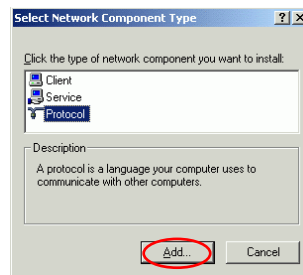 Select Network Component Type
Click the type of network component you want to install:
Client
Service
Protocol
Description
A protocol is a language your computer uses to
communicate with other computers.
Add...
Cancel